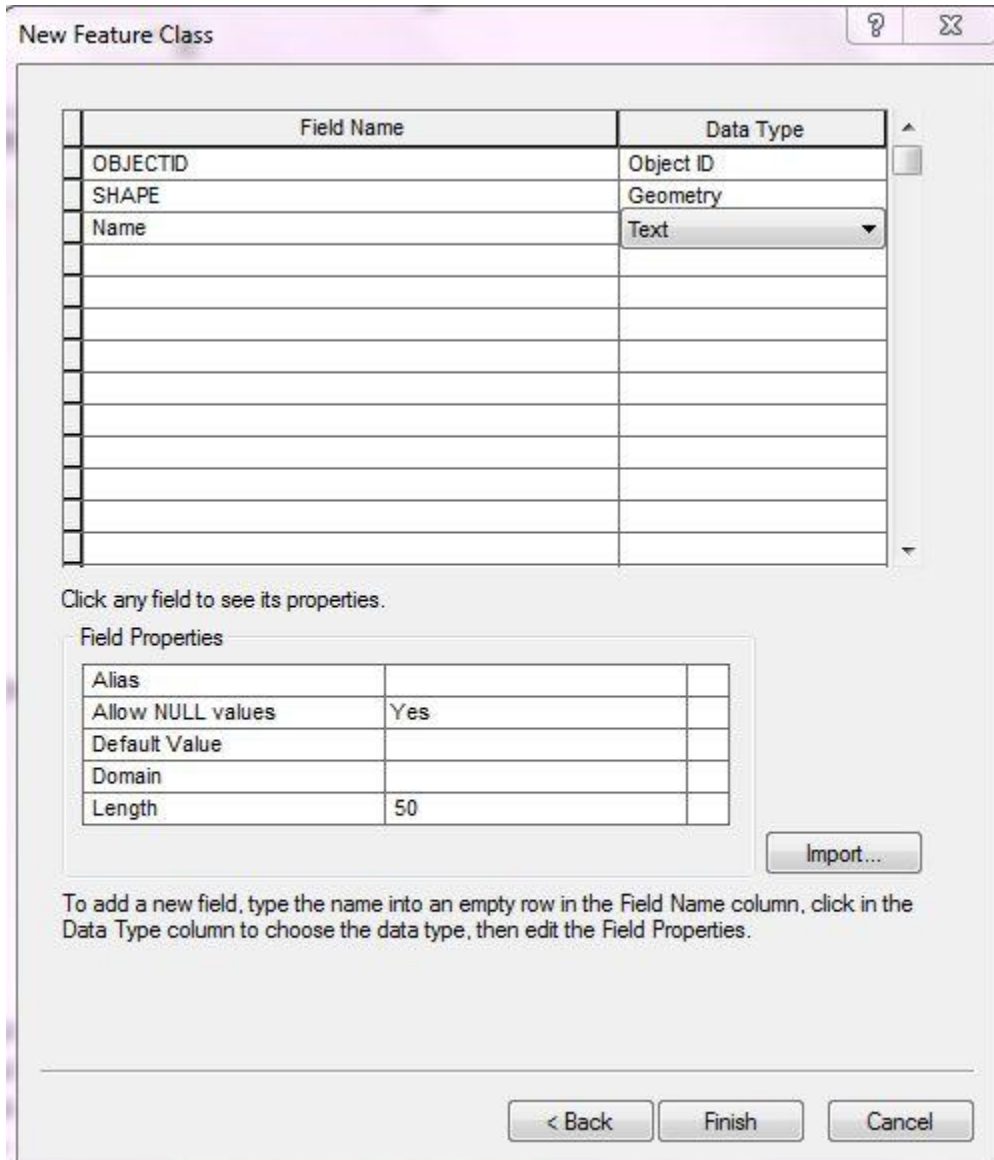 New Feature Class
Field Name Data Type
OBJECTID Object ID
SHAPE Geometry
Name Text
Click any field to see its properties.
Field Properties
Alias
Allow NULL values Yes
Default Value
Domain
Length 50
Import...
To add a new field, type the name into an empty row in the Field Name column, click in the
Data Type column to choose the data type, then edit the Field Properties.
< Back Finish Cancel